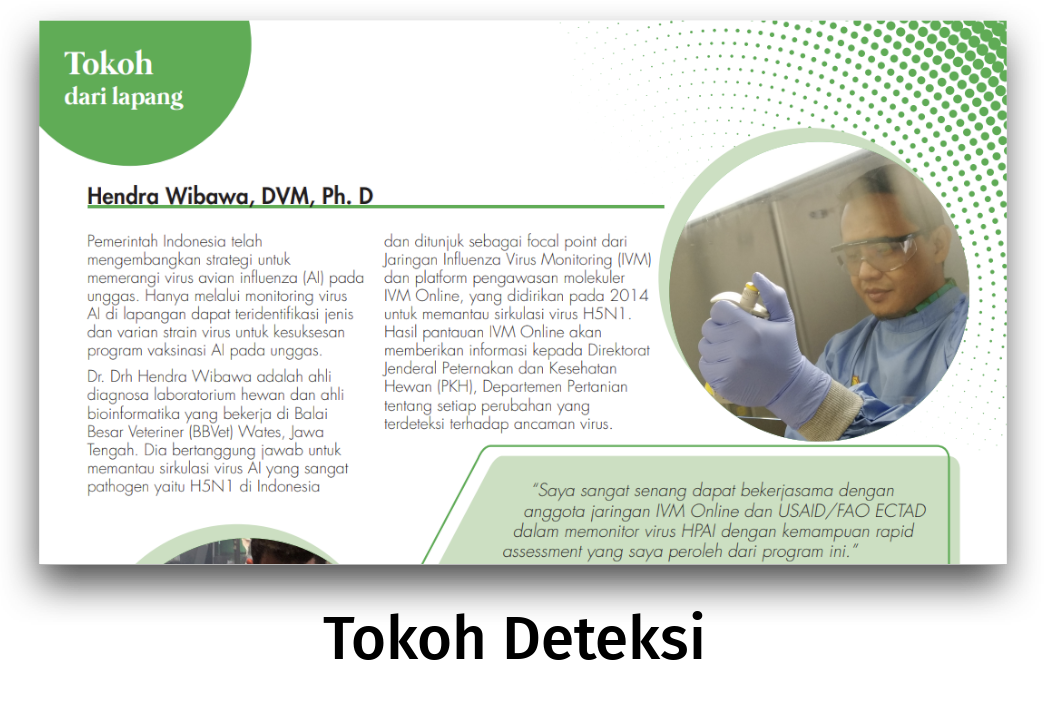 Tokoh
dari lapang
Hendra Wibawa, DVM, Ph. D
Pemerintah Indonesia telah
mengembangkan strategi untuk
memerangi virus avian influenza (AI) pada
unggas. Hanya melalui monitoring virus
AI di lapangan dapat teridentifikasi jenis
dan varian strain virus untuk kesuksesan
program vaksinasi AI pada unggas.
Dr. Drh Hendra Wibawa adalah ahli
diagnosa laboratorium hewan dan ahli
bioinformatika yang bekerja di Balai
Besar Veteriner (BBVet) Wates, Jawa
Tengah. Dia bertanggung jawab untuk
memantau sirkulasi virus AI yang sangat
pathogen yaitu H5N1 di Indonesia
dan ditunjuk sebagai focal point dari
Jaringan Influenza Virus Monitoring (IVM)
dan platform pengawasan molekuler
IVM Online, yang didirikan pada 2014
untuk memantau sirkulasi virus H5N1.
Hasil pantauan IVM Online akan
memberikan informasi kepada Direktorat
Jenderal Peternakan dan Kesehatan
Hewan (PKH), Departemen Pertanian
tentang setiap perubahan yang
terdeteksi terhadap ancaman virus.
“Saya sangat senang dapat bekerjasama dengan
anggota jaringan IVM Online dan USAID/FAO ECTAD
dalam memonitor virus HPAI dengan kemampuan rapid
assessment yang saya peroleh dari program ini.”
Tokoh Deteksi